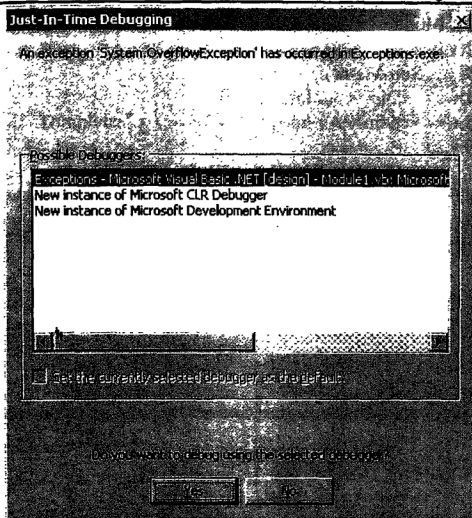 Just-In-Time Debugging
An exception 'System.OverflowException' has occurred in Exceptions.exe.
Possible Debuggers:
Exceptions - Microsoft Visual Basic .NET [design] - Module1.vb: Microsoft
New instance of Microsoft CLR Debugger
New instance of Microsoft Development Environment
Set the currently selected debugger as the default.
Do you want to debug using the selected debugger?
Yes
No